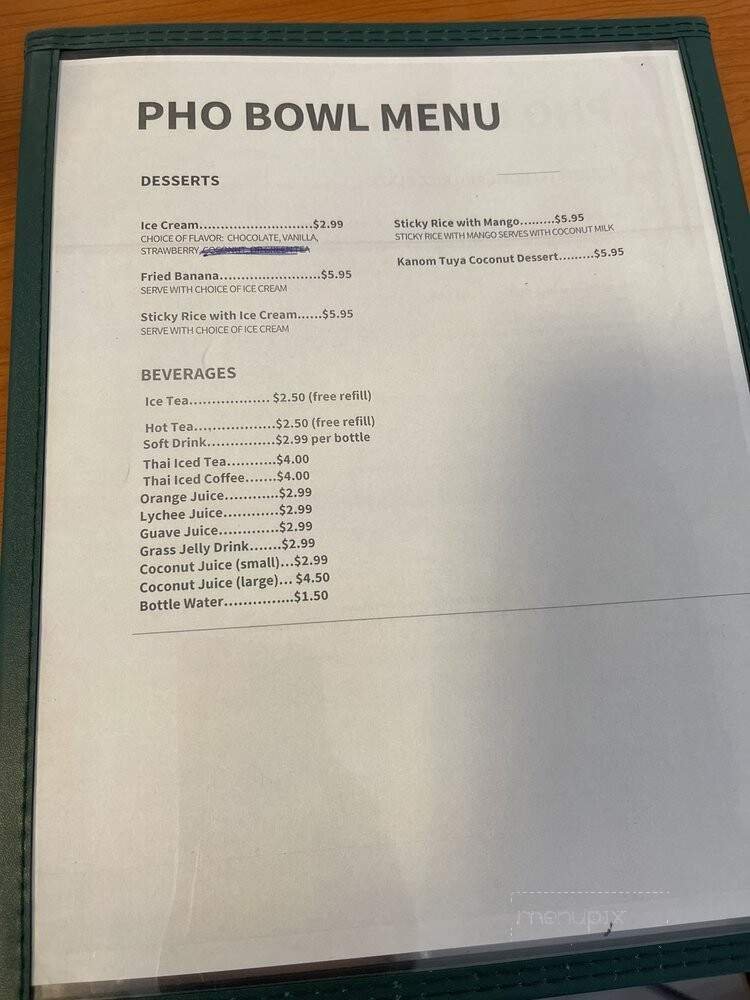 PHO BOWL MENU
DESSERTS
Ice Cream...........................$2.99
CHOICE OF FLAVOR: CHOCOLATE, VANILLA,
STRAWBERRY, COCONUT OR GREEN TEA
Fried Banana........................$5.95
SERVE WITH CHOICE OF ICE CREAM
Sticky Rice with Ice Cream......$5.95
SERVE WITH CHOICE OF ICE CREAM
Sticky Rice with Mango.........$5.95
STICKY RICE WITH MANGO SERVES WITH COCONUT MILK
Kanom Tuya Coconut Dessert.........$5.95
BEVERAGES
Ice Tea.................. $2.50 (free refill)
Hot Tea..................$2.50 (free refill)
Soft Drink...............$2.99 per bottle
Thai Iced Tea...........$4.00
Thai Iced Coffee.......$4.00
Orange Juice............$2.99
Lychee Juice............$2.99
Guave Juice.............$2.99
Grass Jelly Drink.......$2.99
Coconut Juice (small)...$2.99
Coconut Juice (large)... $4.50
Bottle Water...............$1.50
menupix